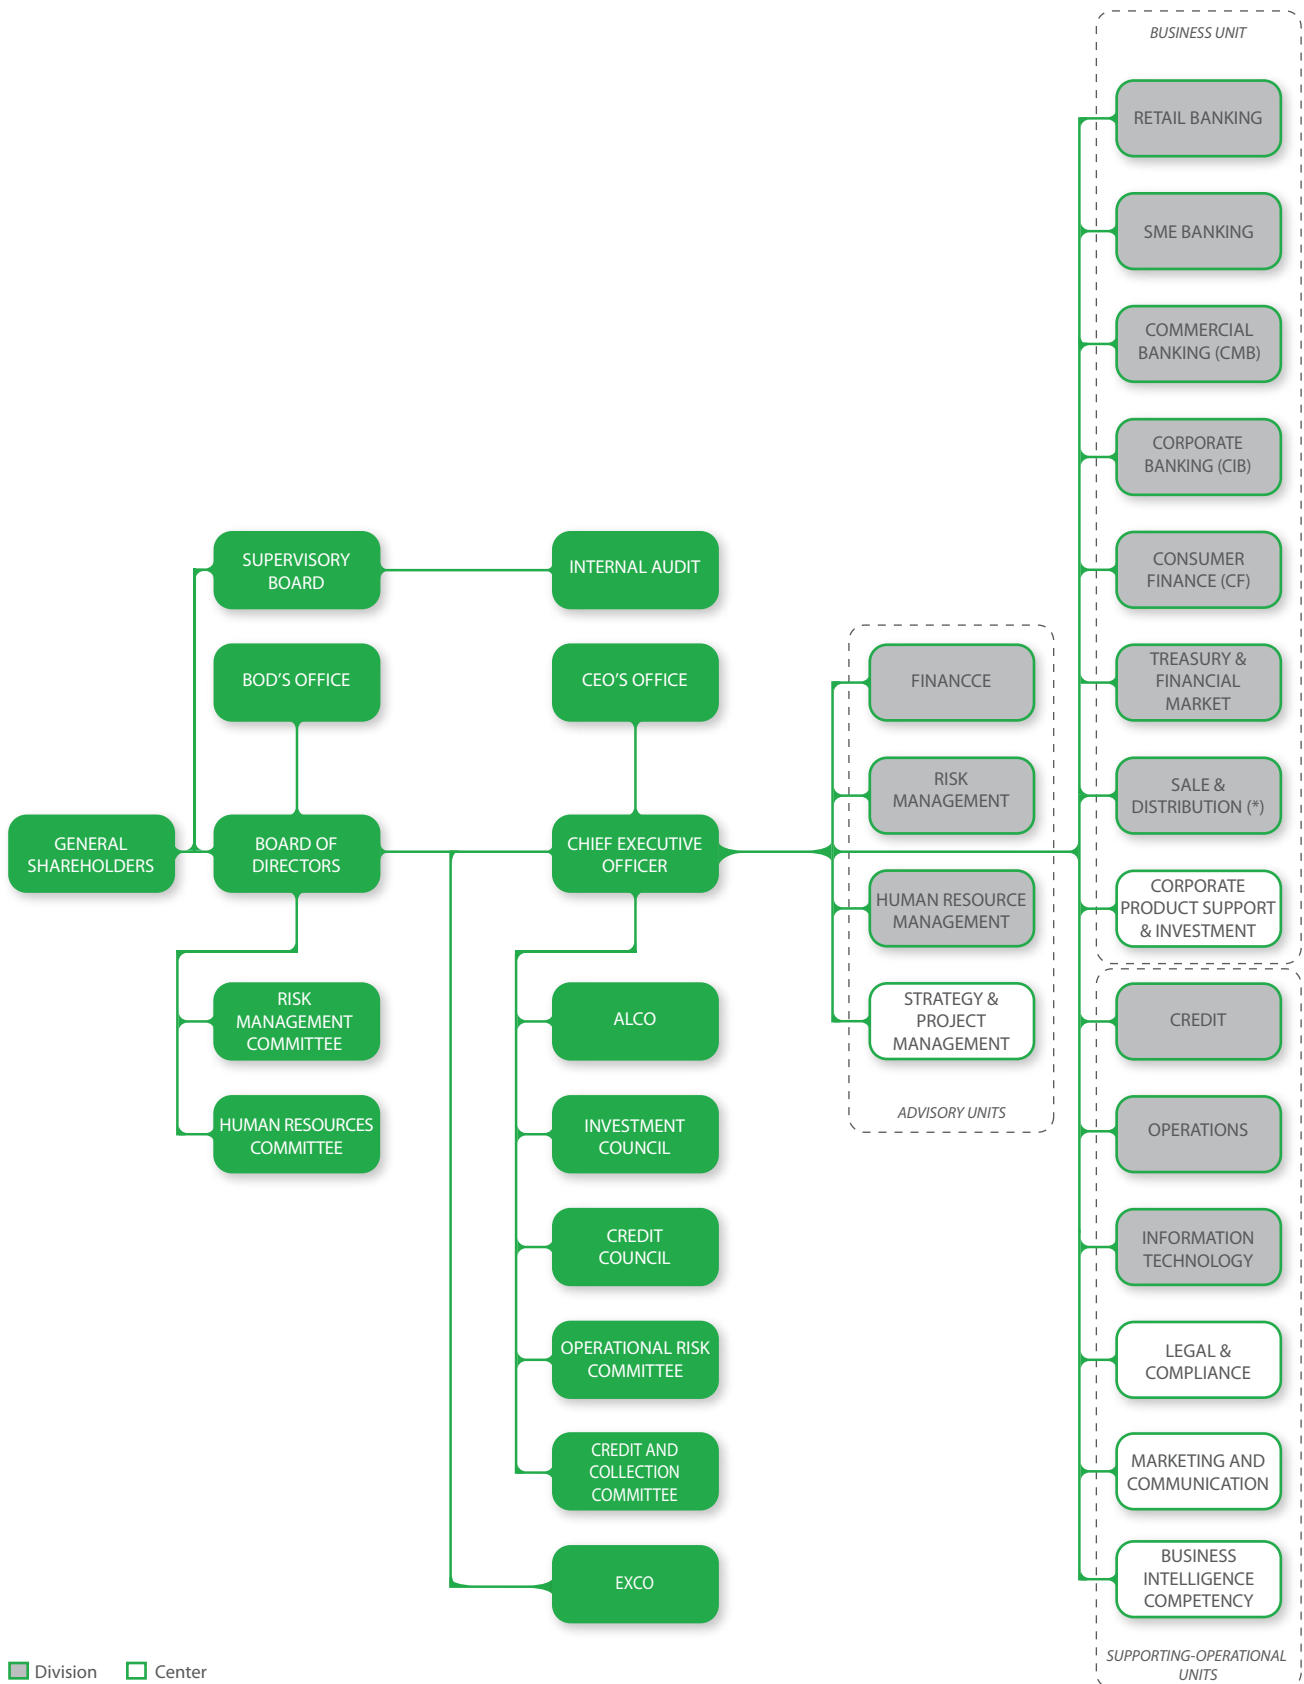 BUSINESS UNIT
RETAIL BANKING
SME BANKING
COMMERCIAL
BANKING (CMB)
CORPORATE
BANKING (CIB)
CONSUMER
FINANCE (CF)
TREASURY &
FINANCIAL
MARKET
SALE &
DISTRIBUTION (*)
CORPORATE
PRODUCT SUPPORT
& INVESTMENT
SUPERVISORY
BOARD
INTERNAL AUDIT
BOD'S OFFICE
CEO'S OFFICE
GENERAL
SHAREHOLDERS
BOARD OF
DIRECTORS
CHIEF EXECUTIVE
OFFICER
FINANCCE
RISK
MANAGEMENT
HUMAN RESOURCE
MANAGEMENT
STRATEGY &
PROJECT
MANAGEMENT
ADVISORY UNITS
RISK
MANAGEMENT
COMMITTEE
HUMAN RESOURCES
COMMITTEE
ALCO
INVESTMENT
COUNCIL
CREDIT
COUNCIL
OPERATIONAL RISK
COMMITTEE
CREDIT AND
COLLECTION
COMMITTEE
EXCO
CREDIT
OPERATIONS
INFORMATION
TECHNOLOGY
LEGAL &
COMPLIANCE
MARKETING AND
COMMUNICATION
BUSINESS
INTELLIGENCE
COMPETENCY
SUPPORTING-OPERATIONAL
UNITS
Division
Center